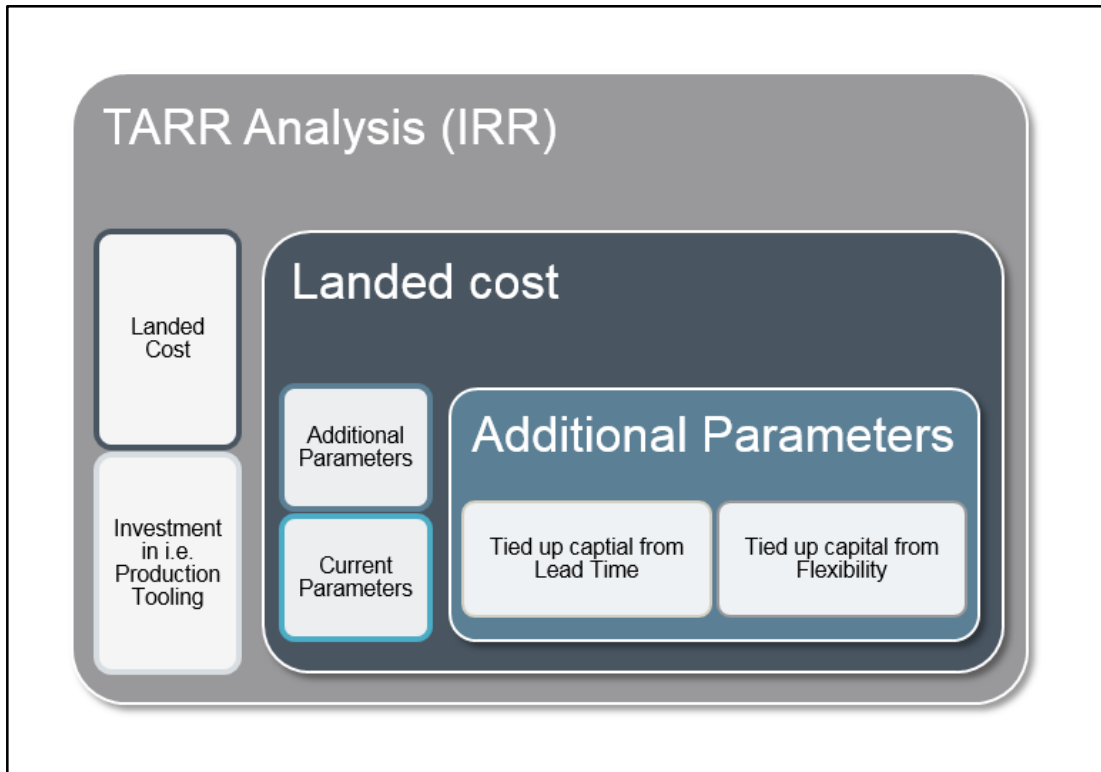 TARR Analysis (IRR)
Landed
Cost
Investment
in i.e.
Production
Tooling
Landed cost
Additional
Parameters
Current
Parameters
Additional Parameters
Tied up captial from
Lead Time
Tied up capital from
Flexibility